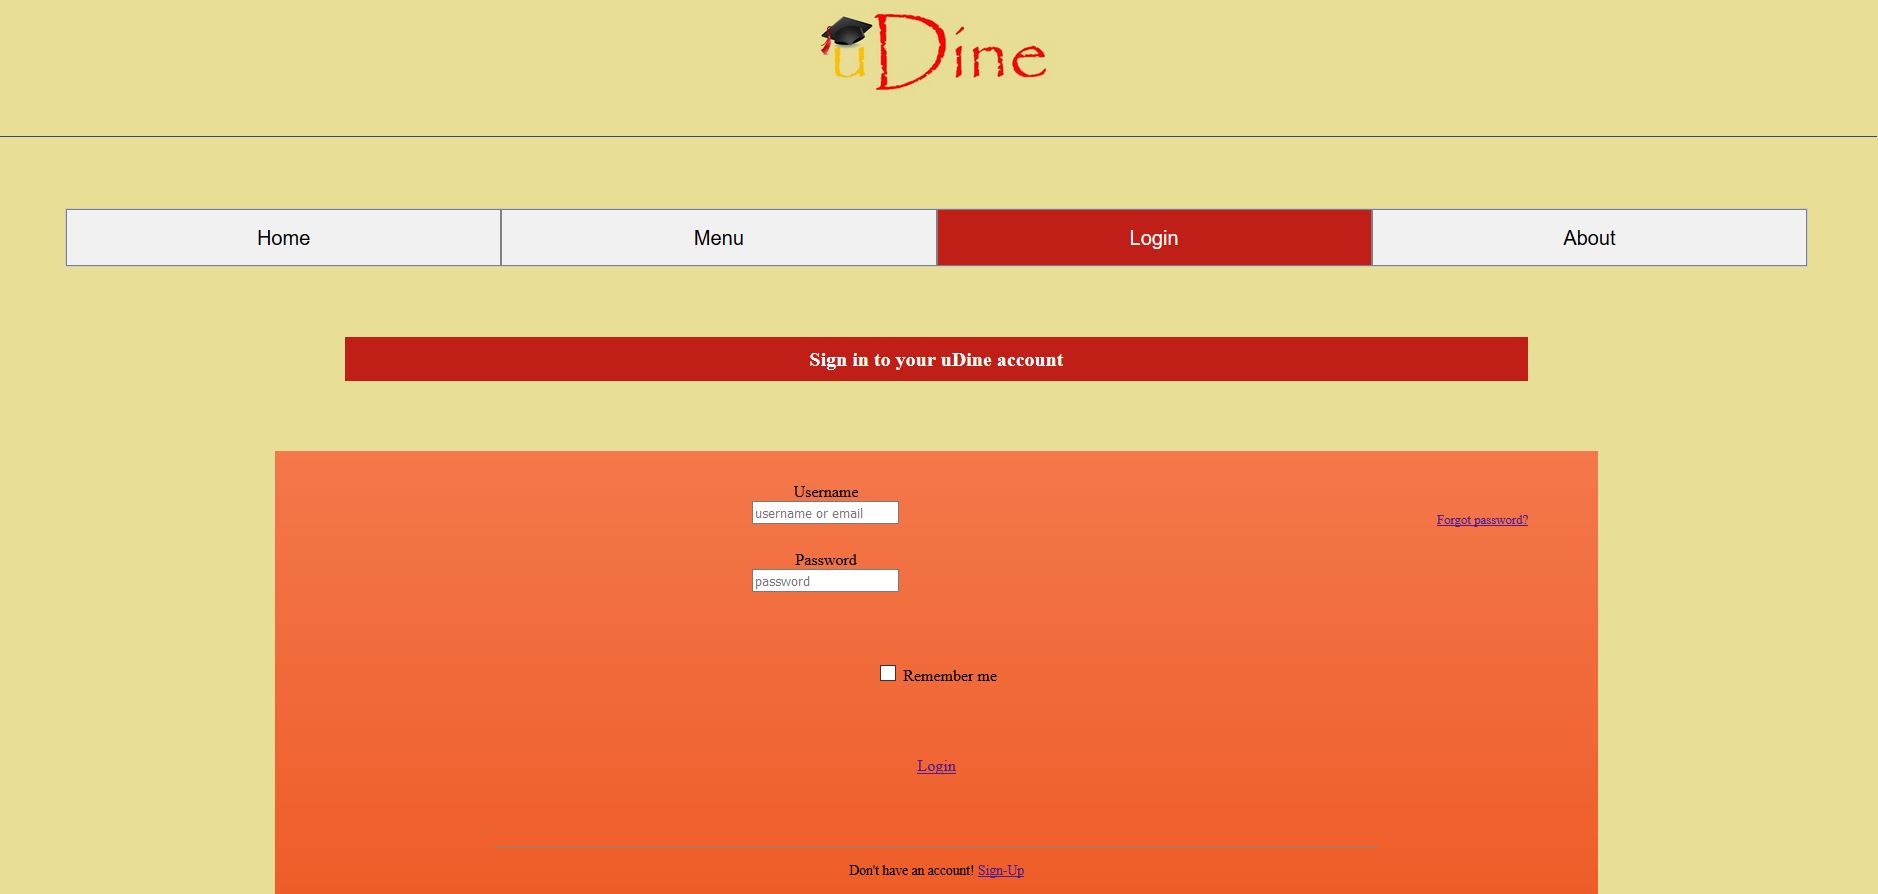 uDine
Home
Menu
Login
About
Sign in to your uDine account
Username
username or email
Forgot password?
Password
password
Remember me
Login
Don't have an account! Sign-Up